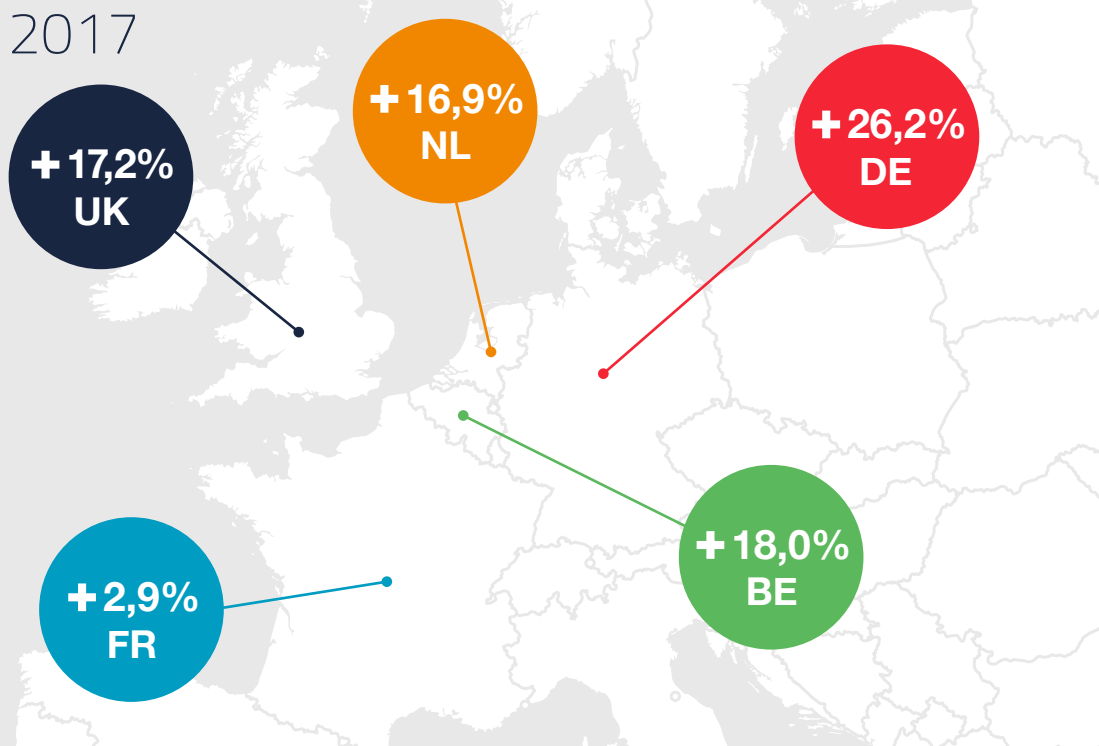 2017
+16,9%
NL
+26,2%
DE
+17,2%
UK
+18,0%
BE
+2,9%
FR